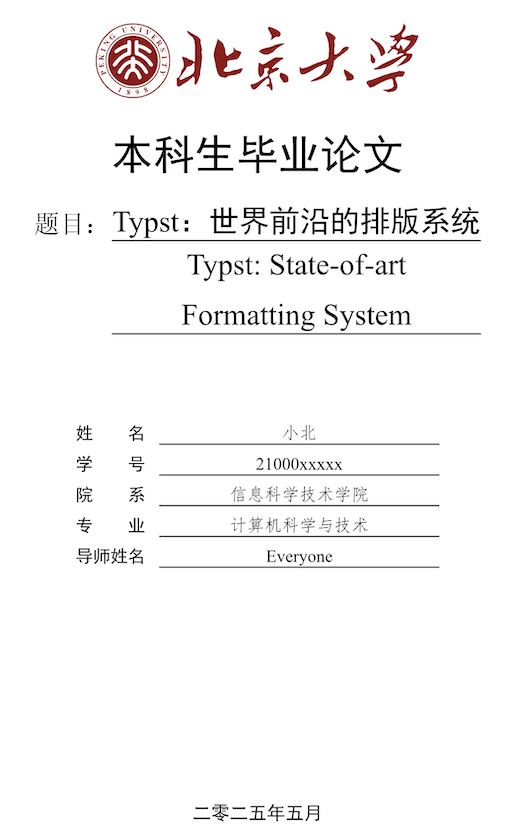 PEKING UNIVERSITY 1898
北京大学
本科生毕业论文
题目：Typst：世界前沿的排版系统
Typst: State-of-art
Formatting System
姓 名 小北
学 号 21000xxxxx
院 系 信息科学技术学院
专 业 计算机科学与技术
导师姓名 Everyone
二零二五年五月